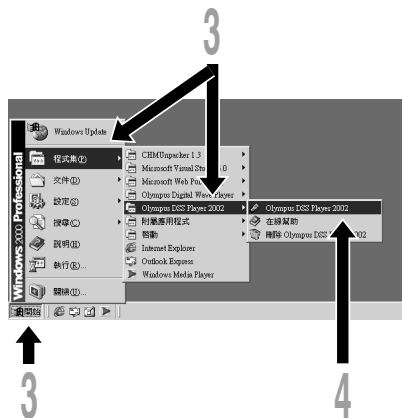 3
Windows Update
程式集(P)
文件(D)
設定(S)
搜尋(C)
說明(H)
執行(R)...
關機(U)...
Windows 2000 Professional
CHMUnpacker 1.3
Microsoft Visual
Microsoft Web
Olympus Digital Wave Player
Olympus DSS Player 2002
附屬應用程式
啟動
Internet Explorer
Outlook Express
Windows Media Player
Olympus DSS Player 2002
在線幫助
刪除 Olympus DSS 2002
開始
3
4